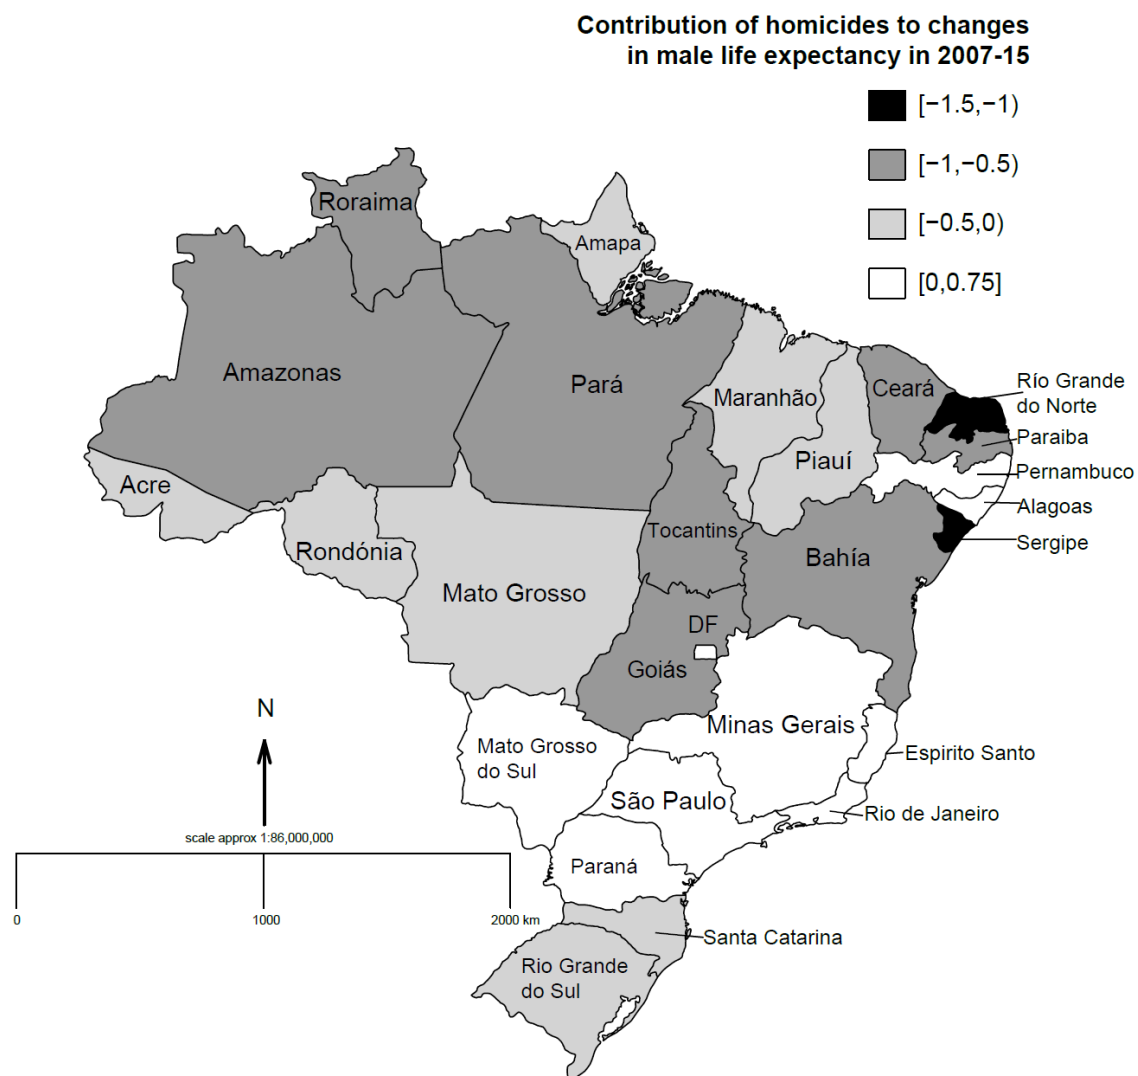 Contribution of homicides to changes
in male life expectancy in 2007-15
[−1.5,−1)
[−1,−0.5)
[−0.5,0)
[0,0.75]
Roraima
Amapa
Amazonas
Pará
Maranhão
Ceará
Río Grande
do Norte
Paraiba
Piauí
Pernambuco
Acre
Alagoas
Tocantins
Sergipe
Rondónia
Bahía
Mato Grosso
DF
Goiás
N
Minas Gerais
Mato Grosso
do Sul
Espirito Santo
São Paulo
Rio de Janeiro
scale approx 1:86,000,000
Paraná
0
1000
2000 km
Santa Catarina
Rio Grande
do Sul